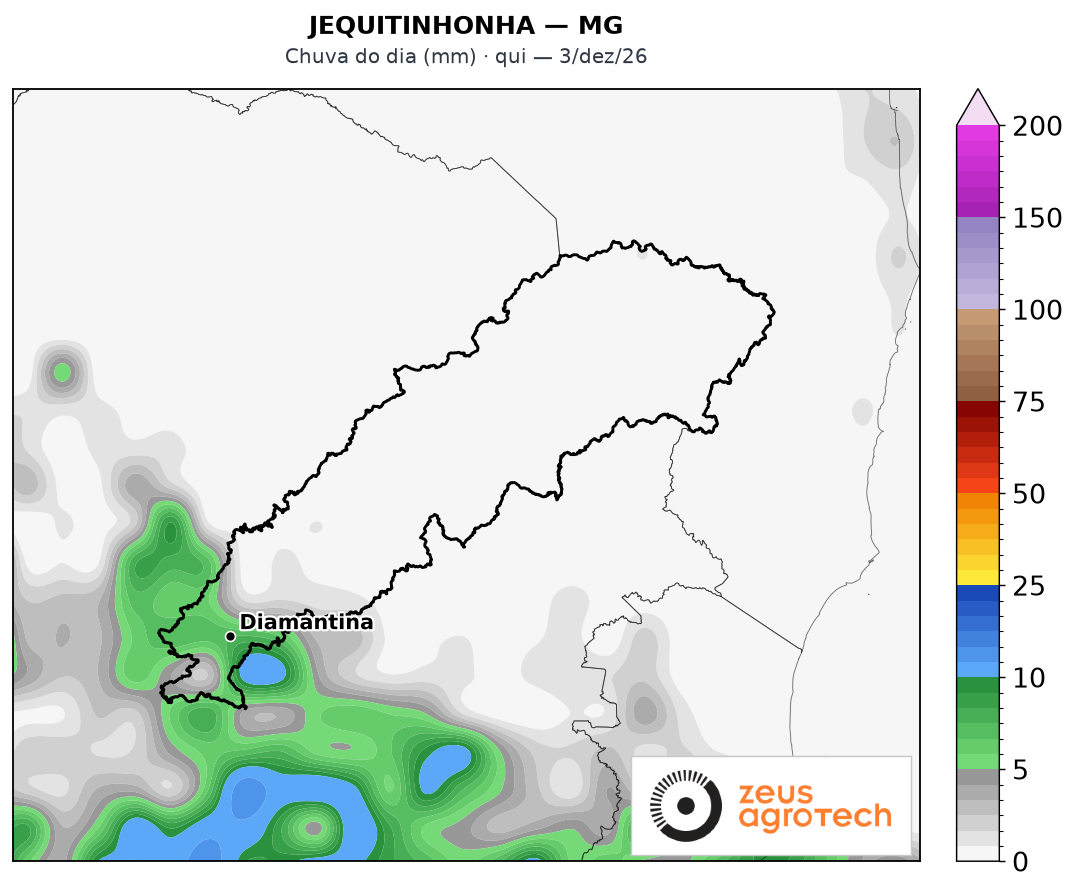 JEQUITINHONHA — MG
Chuva do dia (mm) · qui — 3/dez/26
200
150
100
75
50
25
10
5
0
Diamantina
zeus
agrotech